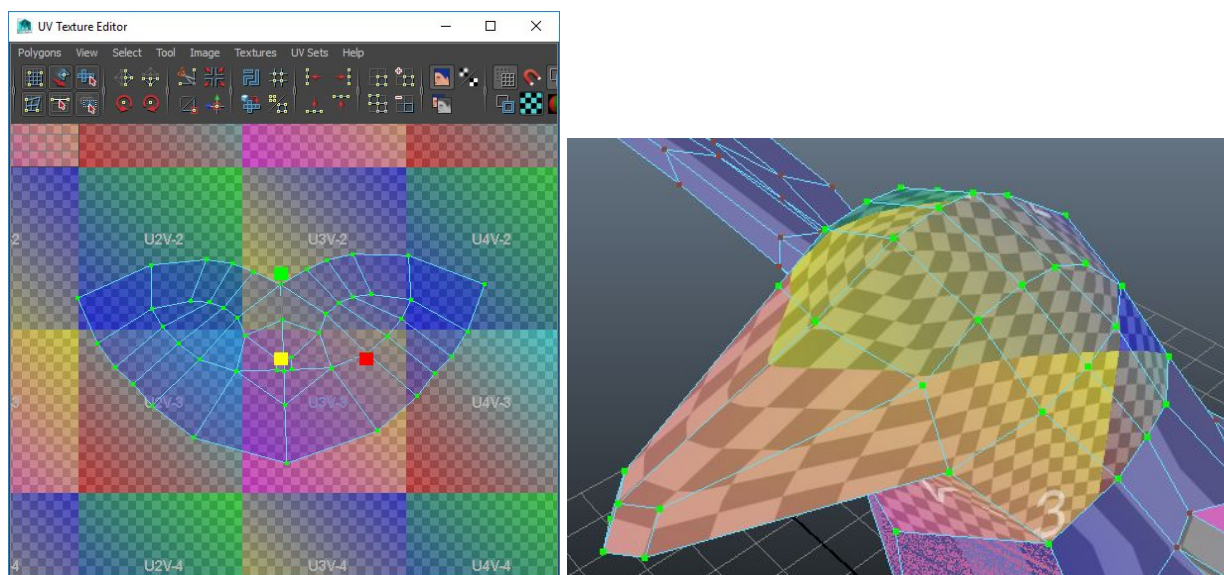 UV Texture Editor
Polygons View Select Tool Image Textures UV Sets Help
2 U2V-2 U3V-2 U4V-2
3 U2V-3 U3V-3 U4V-3
4 U2V-4 U3V-4 U4V-4
3